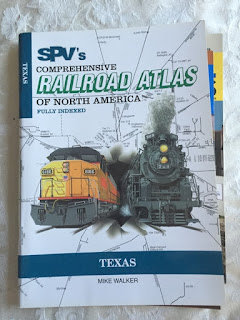 TEXAS
SPV's
COMPREHENSIVE
RAILROAD ATLAS
OF NORTH AMERICA
FULLY INDEXED
TEXAS
MIKE WALKER